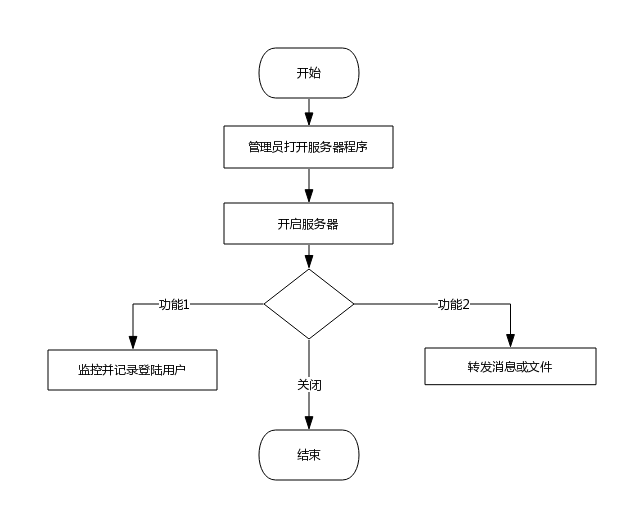 开始
管理员打开服务器程序
开启服务器
功能1
功能2
监控并记录登陆用户
转发消息或文件
关闭
结束